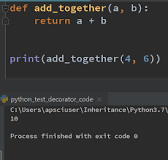 def add_together(a, b):
    return a + b
print(add_together(4, 6))
python_test_decorator_code ×
C:\Users\apsciuser\Inheritance\Python3.7\
10
Process finished with exit code 0